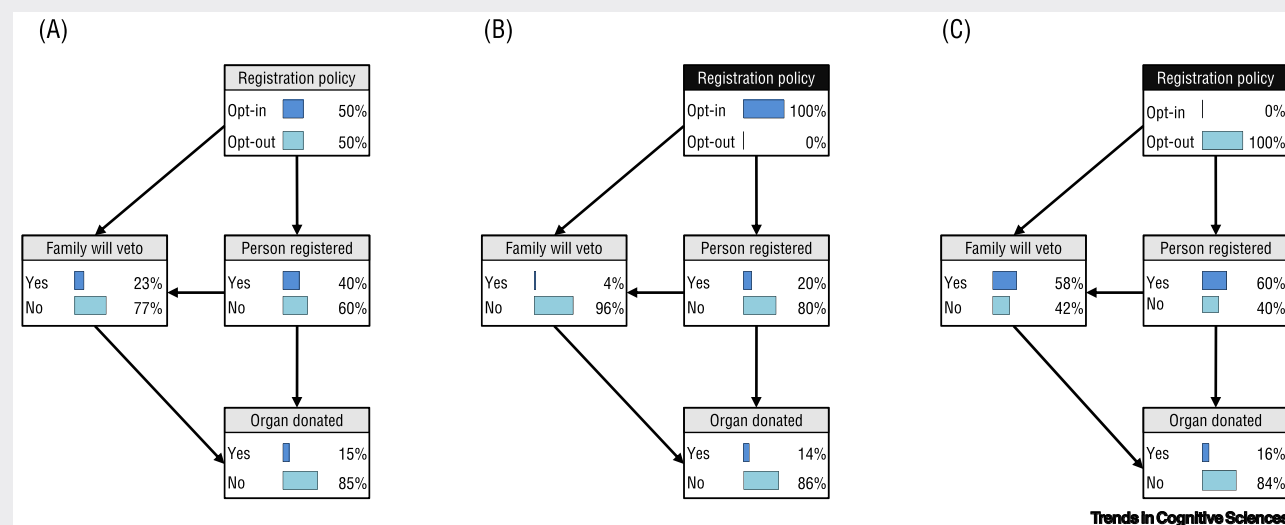 (A)
Registration policy
Opt-in 50%
Opt-out 50%
Family will veto
Yes 23%
No 77%
Person registered
Yes 40%
No 60%
Organ donated
Yes 15%
No 85%
(B)
Registration policy
Opt-in 100%
Opt-out 0%
Family will veto
Yes 4%
No 96%
Person registered
Yes 20%
No 80%
Organ donated
Yes 14%
No 86%
(C)
Registration policy
Opt-in 0%
Opt-out 100%
Family will veto
Yes 58%
No 42%
Person registered
Yes 60%
No 40%
Organ donated
Yes 16%
No 84%
Trends in Cognitive Sciences